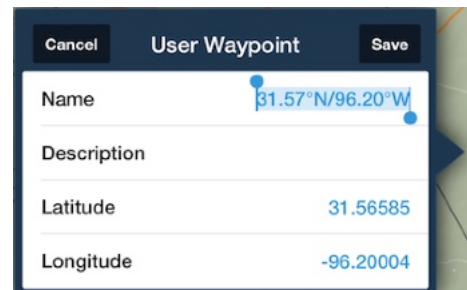 Cancel User Waypoint Save
Name 31.57°N/96.20°W
Description
Latitude 31.56585
Longitude -96.20004